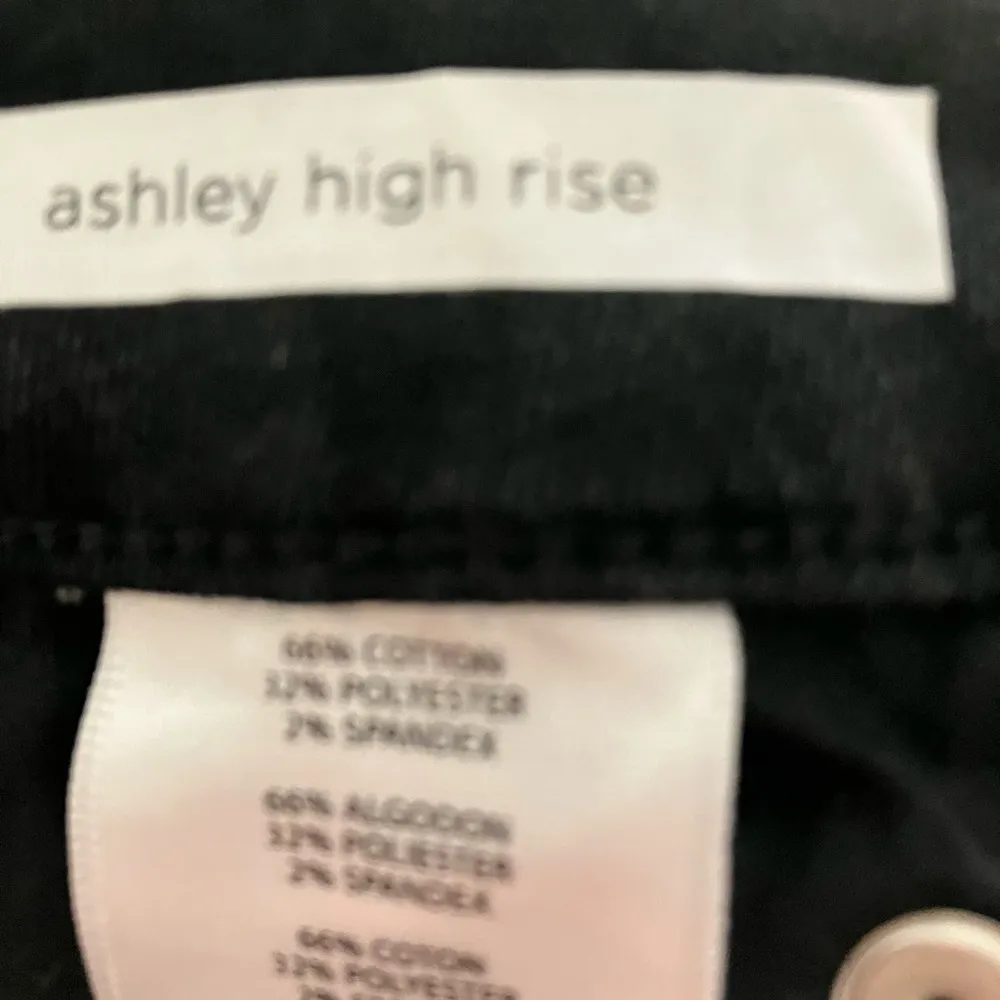 ashley high rise
66% COTTON
32% POLYESTER
2% SPANDEX
66% ALGODON
32% POLIESTER
2% SPANDEX
66% COTON
32% POLYESTER
2%